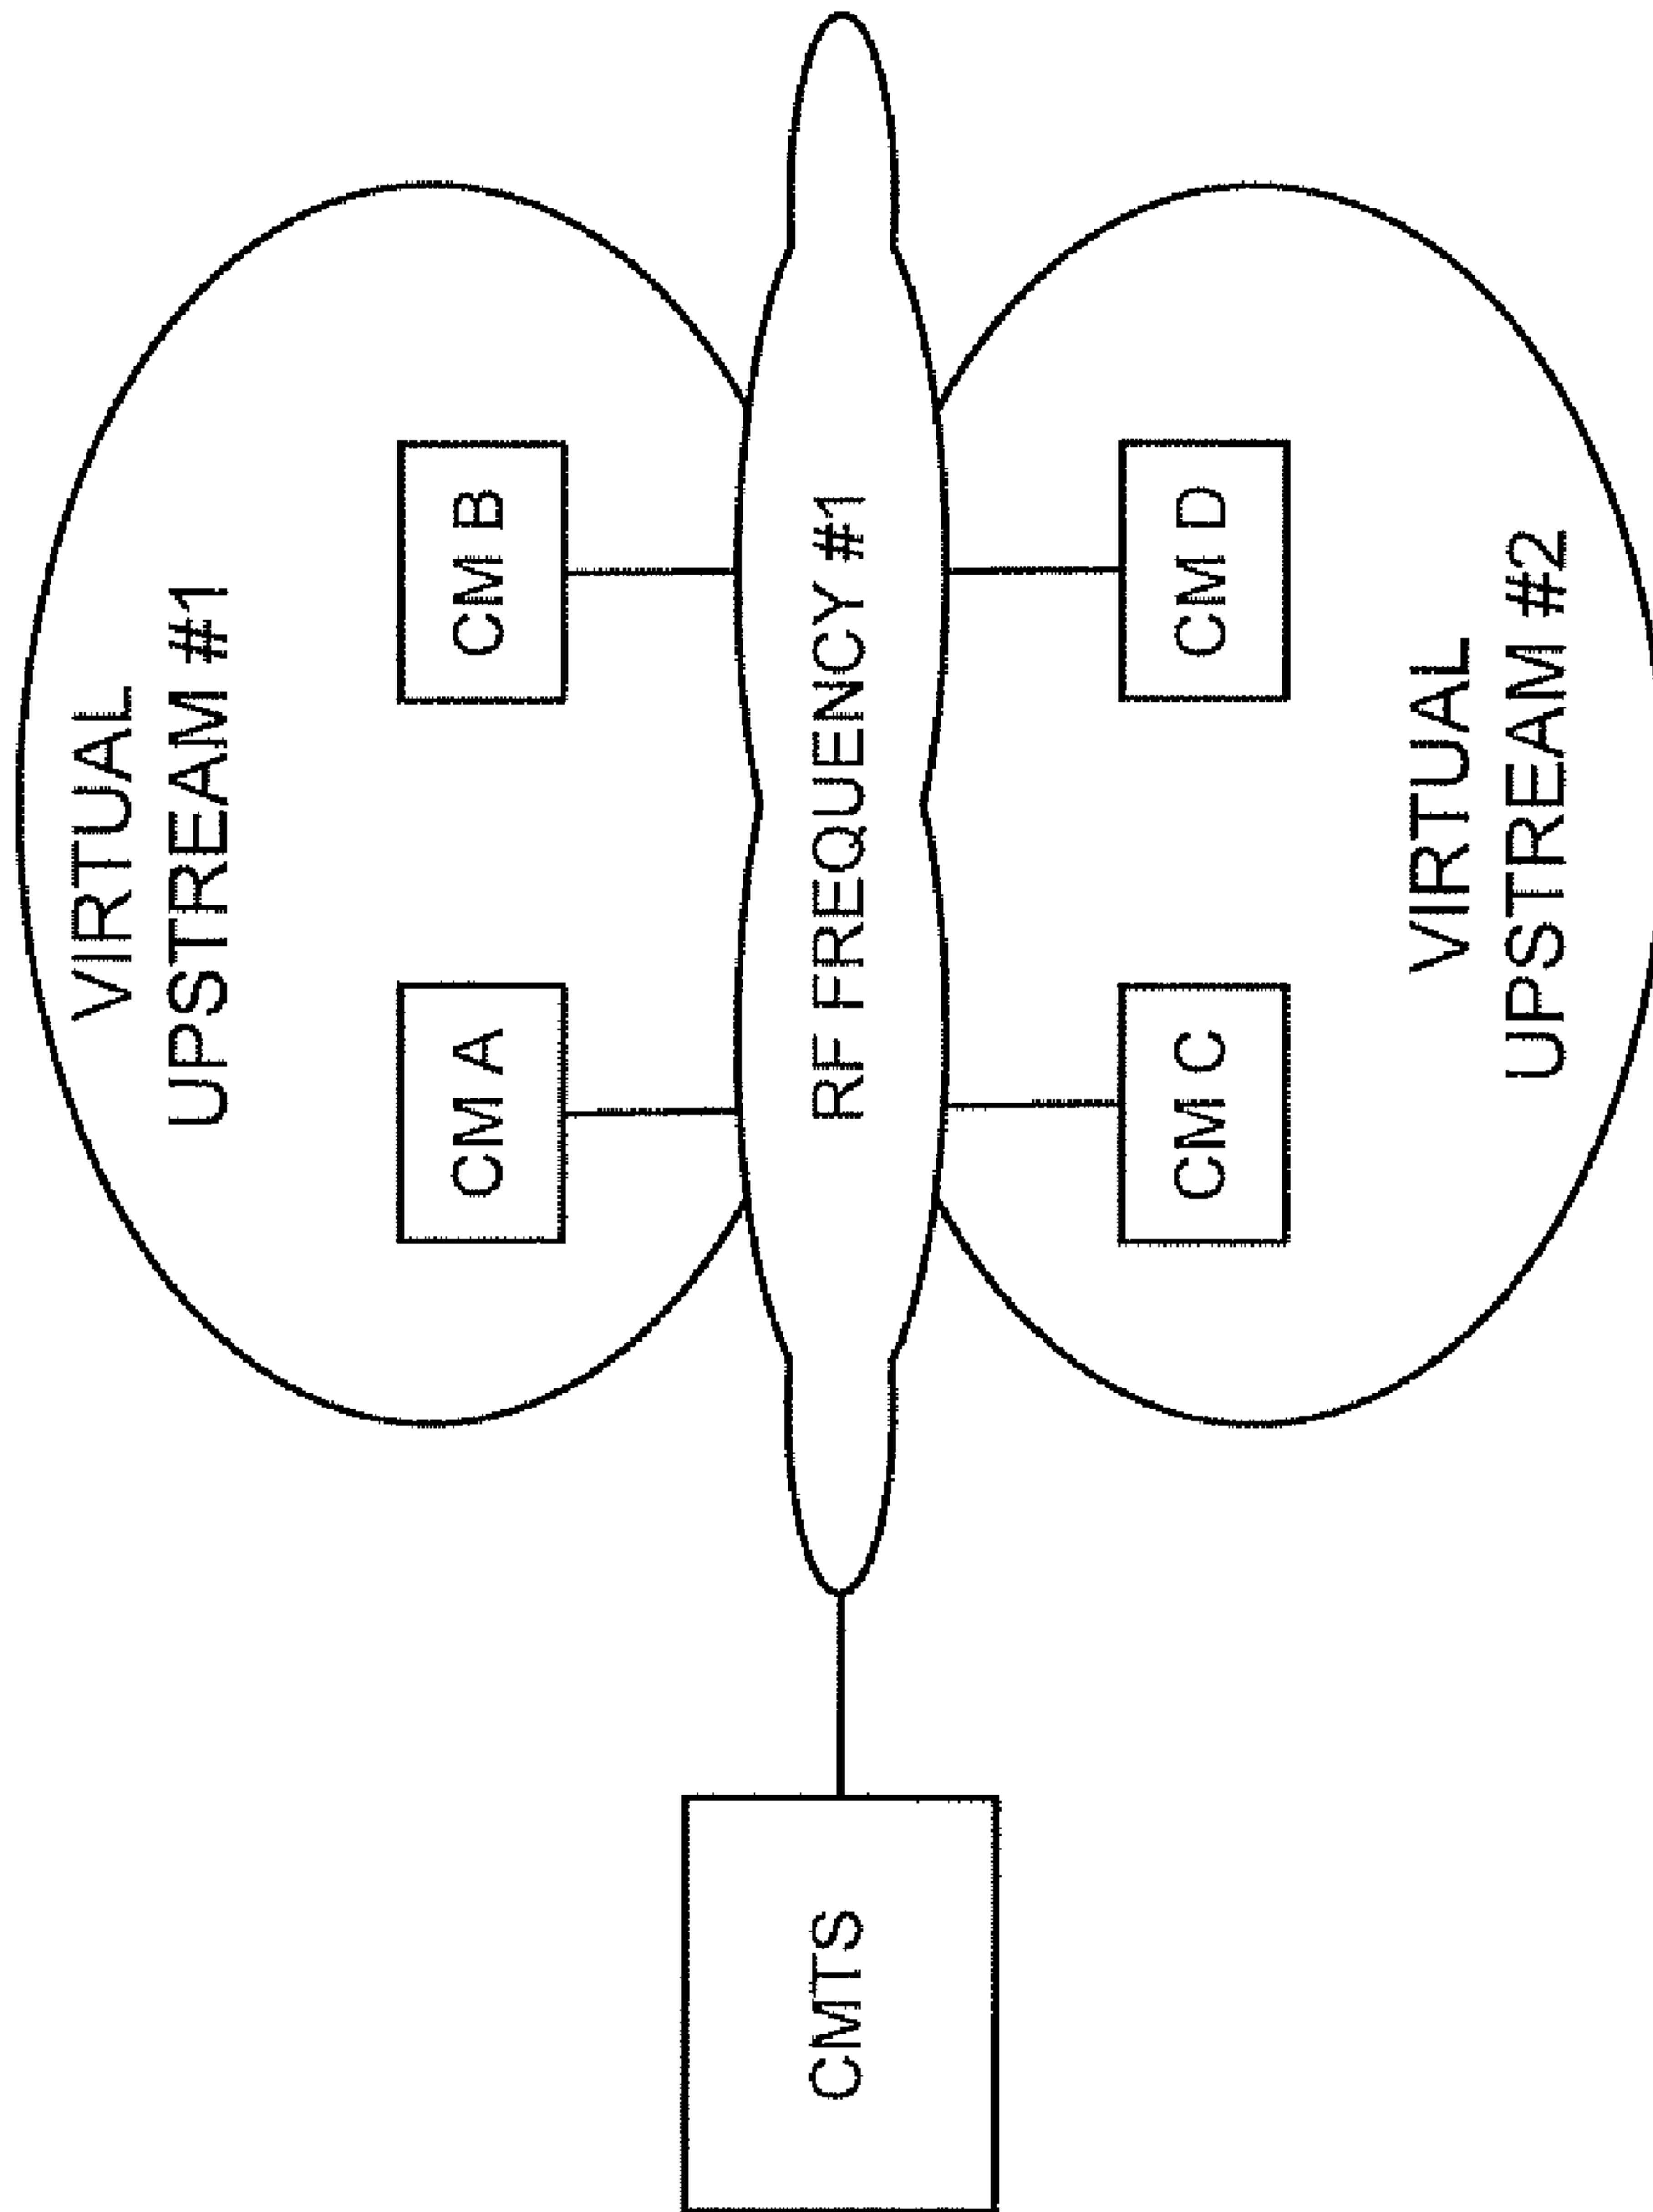 VIRTUAL
UPSTREAM #1
CM A
CM B
CMTS
RF FREQUENCY #1
CM C
CM D
VIRTUAL
UPSTREAM #2